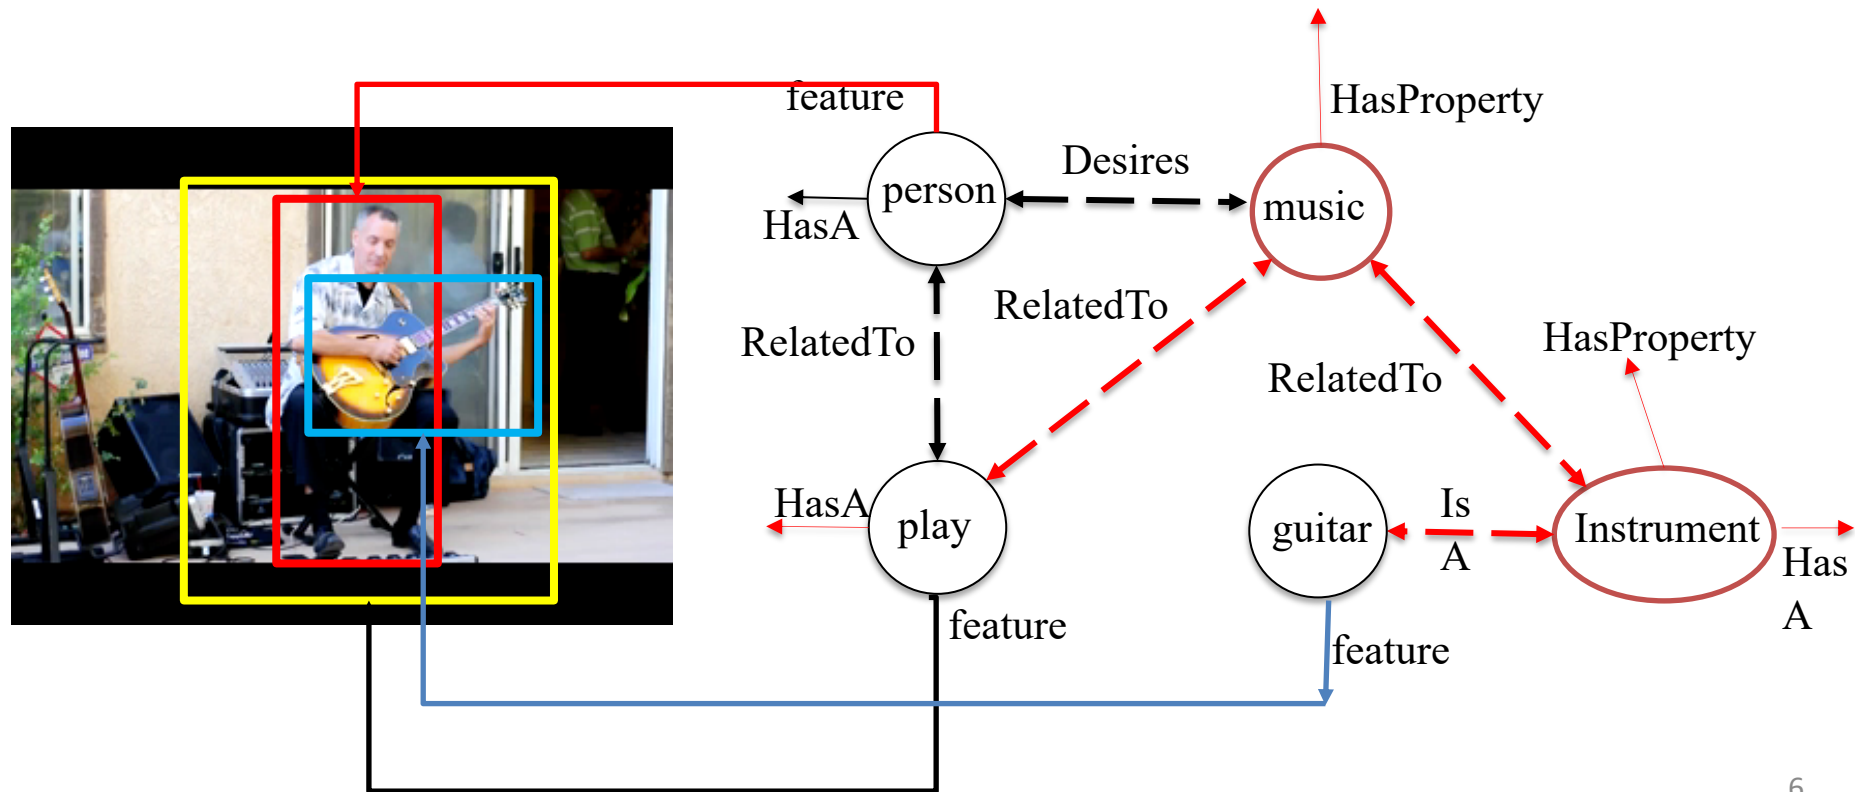 feature
HasProperty
Desires
person
music
HasA
RelatedTo
RelatedTo
HasProperty
RelatedTo
HasA
play
guitar
Is
A
Instrument
Has
A
feature
feature
6